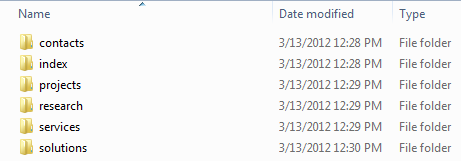 Name Date modified Type
contacts 3/13/2012 12:28 PM File folder
index 3/13/2012 12:28 PM File folder
projects 3/13/2012 12:29 PM File folder
research 3/13/2012 12:29 PM File folder
services 3/13/2012 12:29 PM File folder
solutions 3/13/2012 12:30 PM File folder